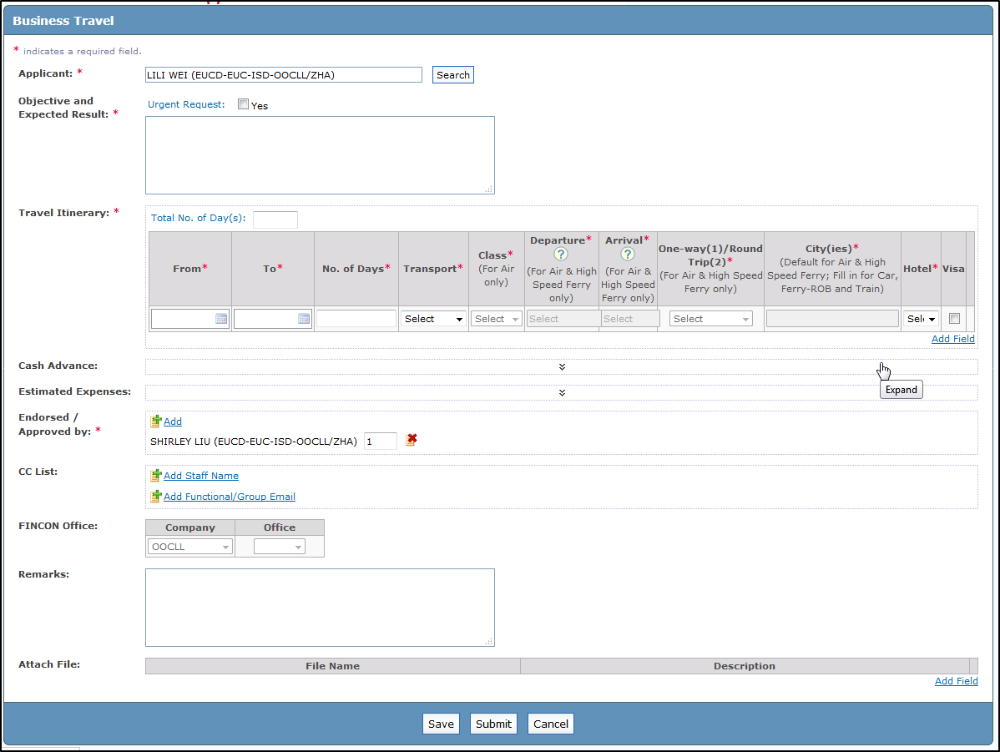 Business Travel
* indicates a required field.
Applicant: * LILI WEI (EUCD-EUC-ISD-OOCLL/ZHA) Search
Objective and
Expected Result: *
Urgent Request: Yes
Travel Itinerary: *
Total No. of Day(s):
From*
To*
No. of Days*
Transport*
Class*
(For Air
only)
Departure*
?
(For Air & High
Speed Ferry
only)
Arrival*
?
(For Air &
High Speed
Ferry only)
One-way(1)/Round
Trip(2)*
(For Air & High Speed
Ferry only)
City(ies)*
(Default for Air & High
Speed Ferry; Fill in for Car,
Ferry-ROB and Train)
Hotel*
Visa
Select Select Select Select Select Sel
Add Field
Cash Advance:
Expand
Estimated Expenses:
Endorsed /
Approved by: *
Add
SHIRLEY LIU (EUCD-EUC-ISD-OOCLL/ZHA) 1
CC List:
Add Staff Name
Add Functional/Group Email
FINCON Office:
Company Office
OOCLL
Remarks:
Attach File:
File Name Description
Add Field
Save Submit Cancel